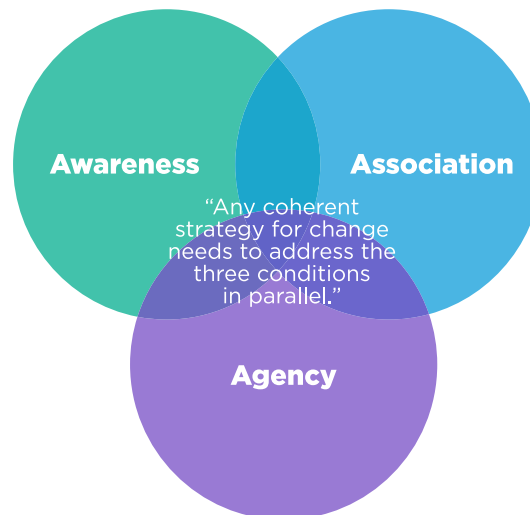 Awareness
Association
“Any coherent
strategy for change
needs to address the
three conditions
in parallel.”
Agency